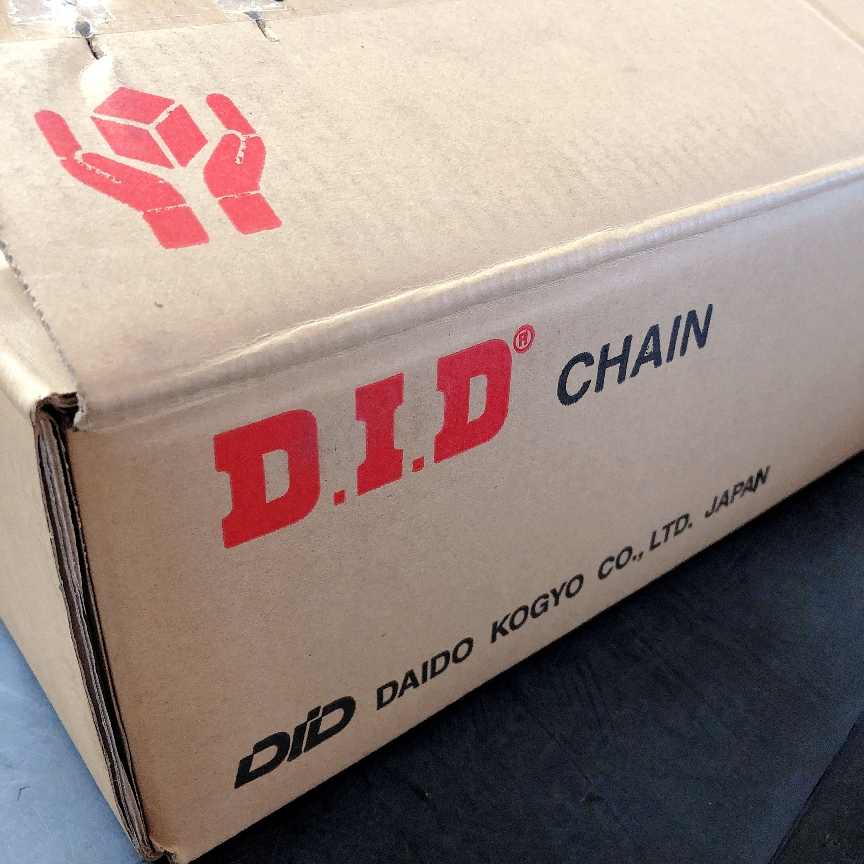 D.I.D® CHAIN
DID DAIDO KOGYO CO., LTD. JAPAN